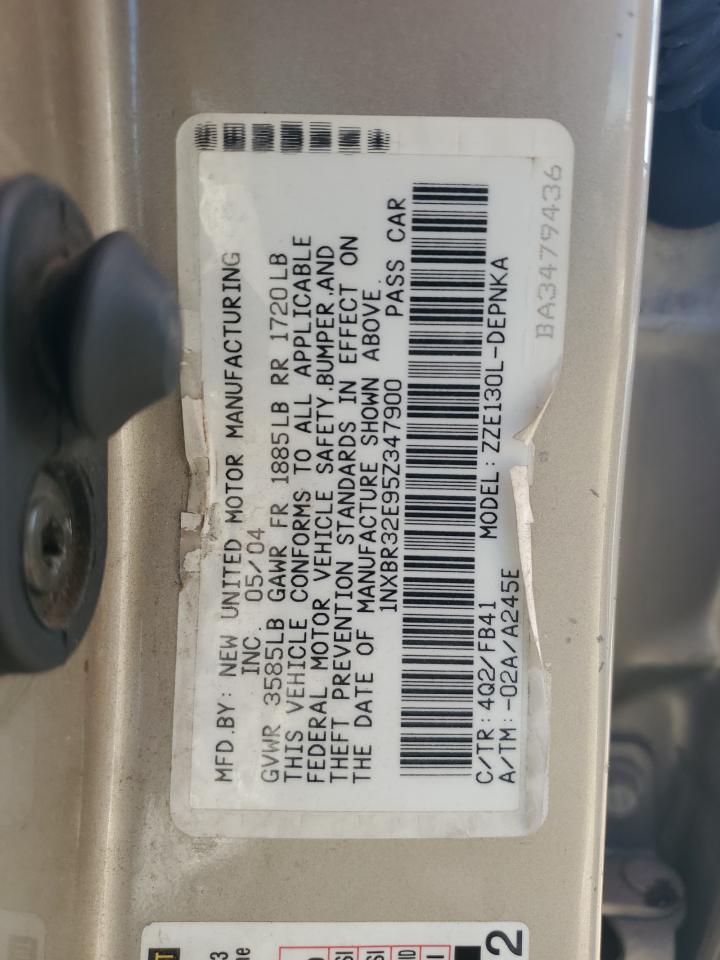 MFD.BY: NEW UNITED MOTOR MANUFACTURING
INC. 05/04
GVWR 3585LB GAWR FR 1885LB RR 1720LB
THIS VEHICLE CONFORMS TO ALL APPLICABLE
FEDERAL MOTOR VEHICLE SAFETY,BUMPER,AND
THEFT PREVENTION STANDARDS IN EFFECT ON
THE DATE OF MANUFACTURE SHOWN ABOVE.
1NXBR32E95Z347900 PASS CAR
C/TR: 4Q2/FB41 MODEL: ZZE130L-DEPNKA
A/TM: -02A/A245E
BA3479436
2